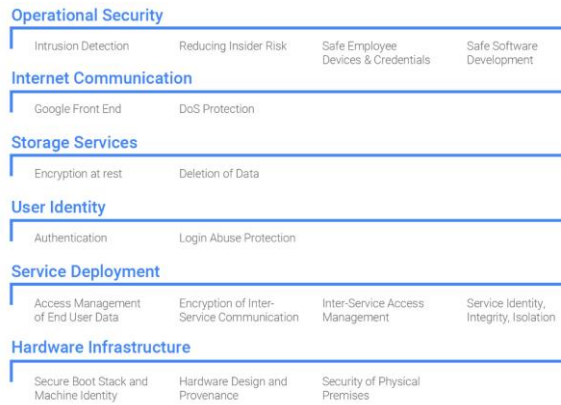 Operational Security
Intrusion Detection
Reducing Insider Risk
Safe Employee
Devices & Credentials
Safe Software
Development
Internet Communication
Google Front End
DoS Protection
Storage Services
Encryption at rest
Deletion of Data
User Identity
Authentication
Login Abuse Protection
Service Deployment
Access Management
of End User Data
Encryption of Inter-
Service Communication
Inter-Service Access
Management
Service Identity,
Integrity, Isolation
Hardware Infrastructure
Secure Boot Stack and
Machine Identity
Hardware Design and
Provenance
Security of Physical
Premises